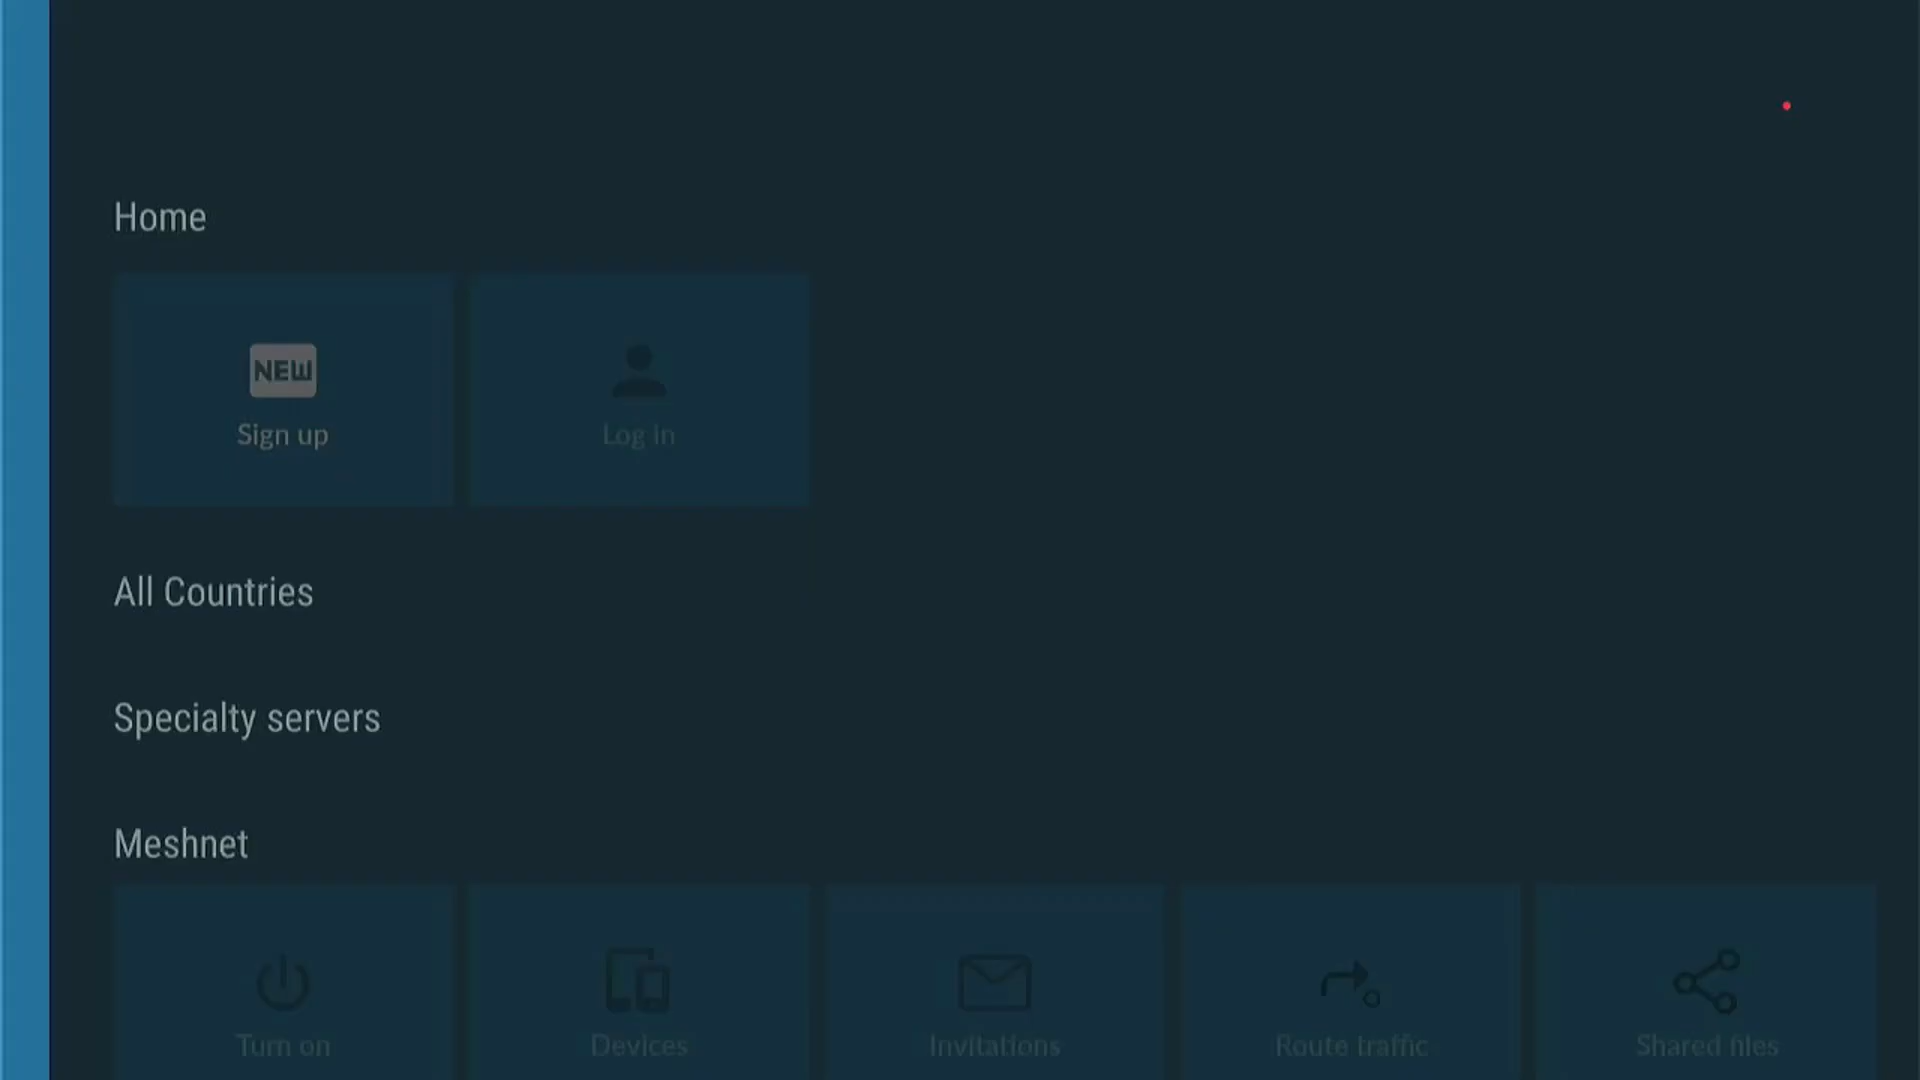 Home
NEW
Sign up
Log in
All Countries
Specialty servers
Meshnet
Turn on
Devices
Invitations
Route traffic
Shared files